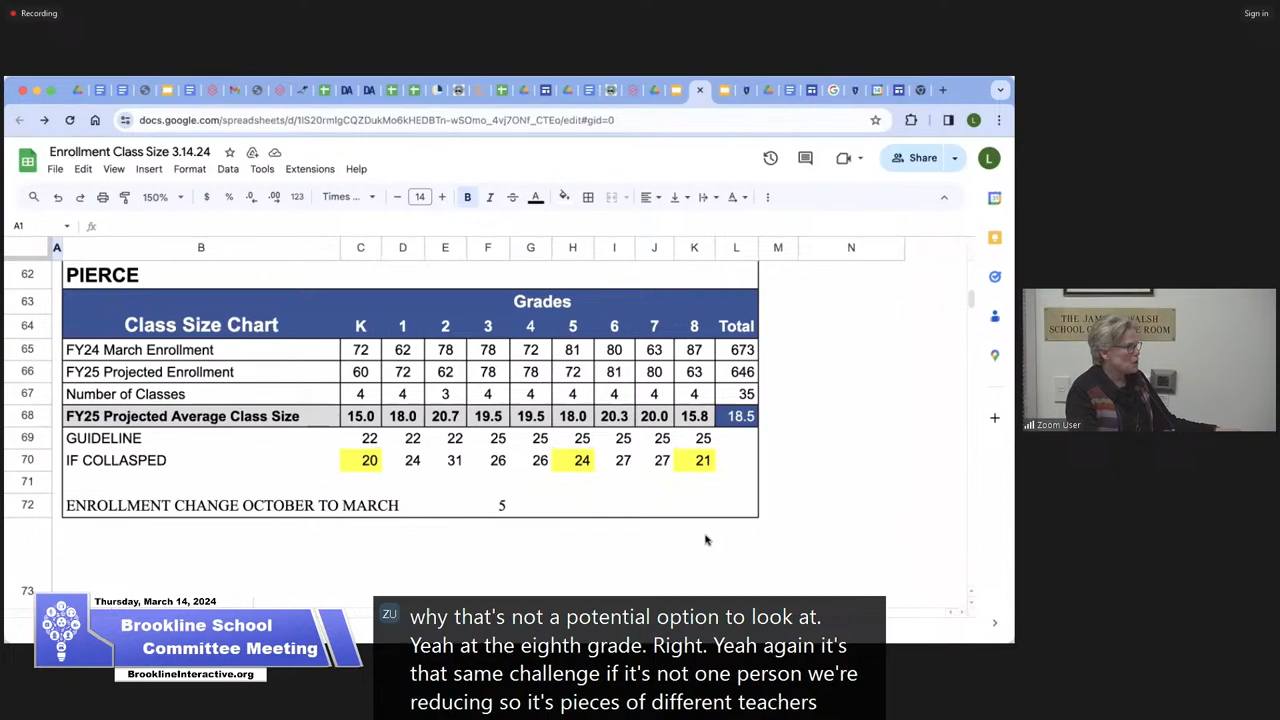 Recording
Sign in
docs.google.com/spreadsheets/d/1IS20rmIgCQZDukMo6kHEDBTn-wSOmo_4vj7ONf_CTEo/edit#gid=0
Enrollment Class Size 3.14.24
File Edit View Insert Format Data Tools Extensions Help
Share
L
150% $ % .0 .00 123 Times ... 14 B I A
A1 fx
A B C D E F G H I J K L M N
62 PIERCE
63 Grades
64 Class Size Chart K 1 2 3 4 5 6 7 8 Total
65 FY24 March Enrollment 72 62 78 78 72 81 80 63 87 673
66 FY25 Projected Enrollment 60 72 62 78 78 72 81 80 63 646
67 Number of Classes 4 4 3 4 4 4 4 4 4 35
68 FY25 Projected Average Class Size 15.0 18.0 20.7 19.5 19.5 18.0 20.3 20.0 15.8 18.5
69 GUIDELINE 22 22 22 25 25 25 25 25 25
70 IF COLLASPED 20 24 31 26 26 24 27 27 21
71
72 ENROLLMENT CHANGE OCTOBER TO MARCH 5
73
Zoom User
Thursday, March 14, 2024
Brookline School
Committee Meeting
BrooklineInteractive.org
ZU why that's not a potential option to look at.
Yeah at the eighth grade. Right. Yeah again it's
that same challenge if it's not one person we're
reducing so it's pieces of different teachers